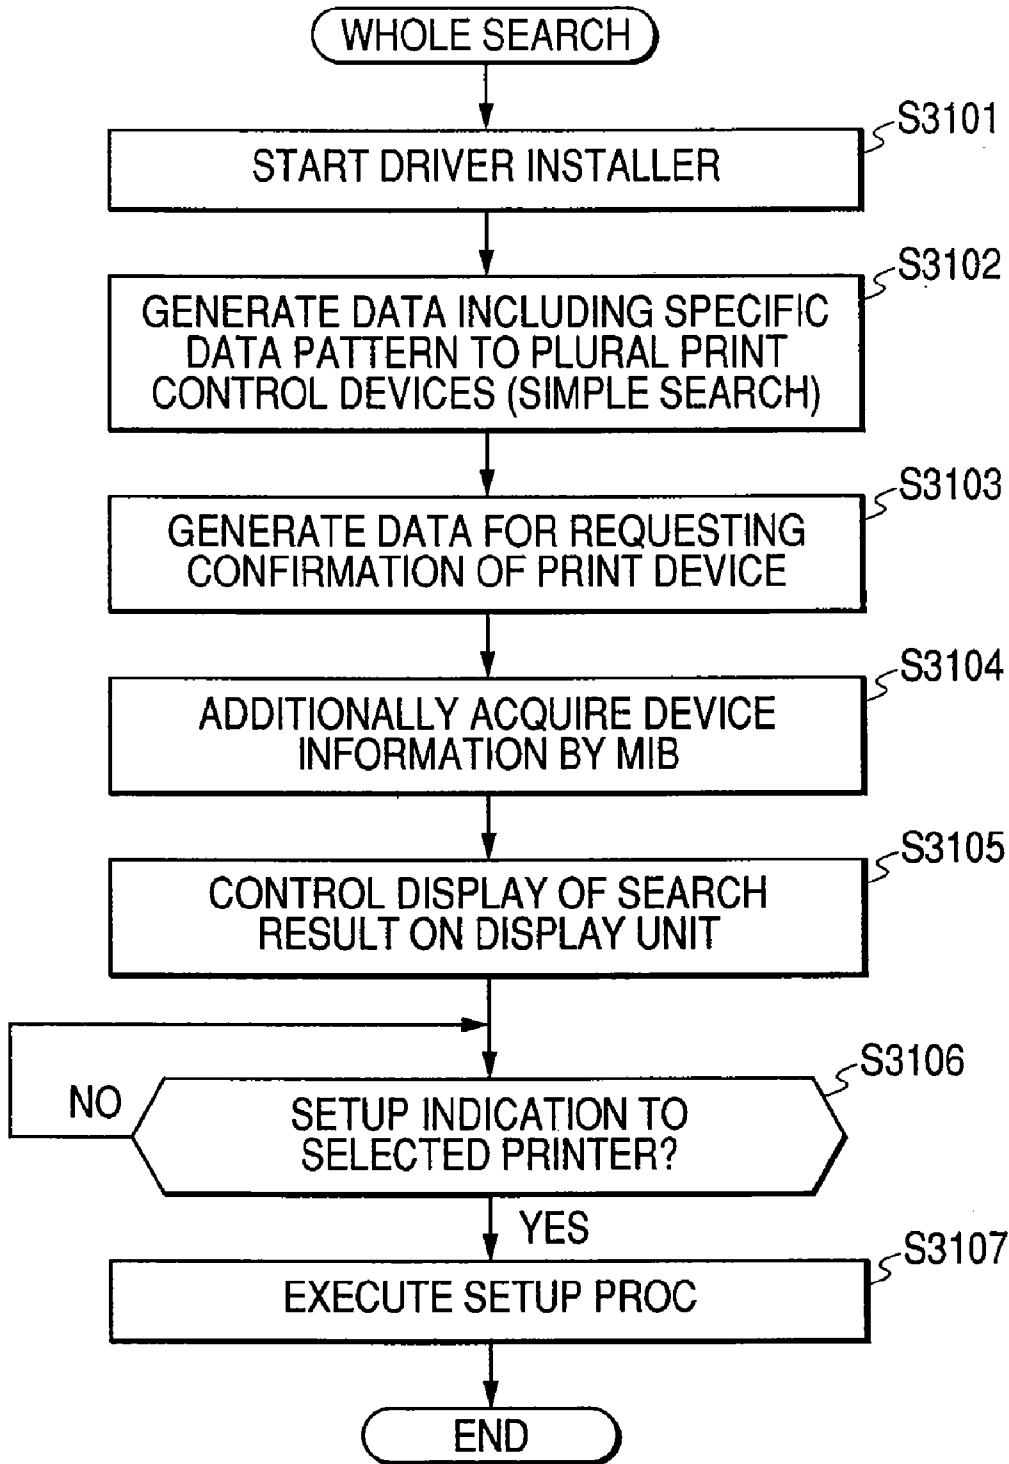 WHOLE SEARCH
S3101
START DRIVER INSTALLER
S3102
GENERATE DATA INCLUDING SPECIFIC
DATA PATTERN TO PLURAL PRINT
CONTROL DEVICES (SIMPLE SEARCH)
S3103
GENERATE DATA FOR REQUESTING
CONFIRMATION OF PRINT DEVICE
S3104
ADDITIONALLY ACQUIRE DEVICE
INFORMATION BY MIB
S3105
CONTROL DISPLAY OF SEARCH
RESULT ON DISPLAY UNIT
S3106
NO
SETUP INDICATION TO
SELECTED PRINTER?
YES
S3107
EXECUTE SETUP PROC
END